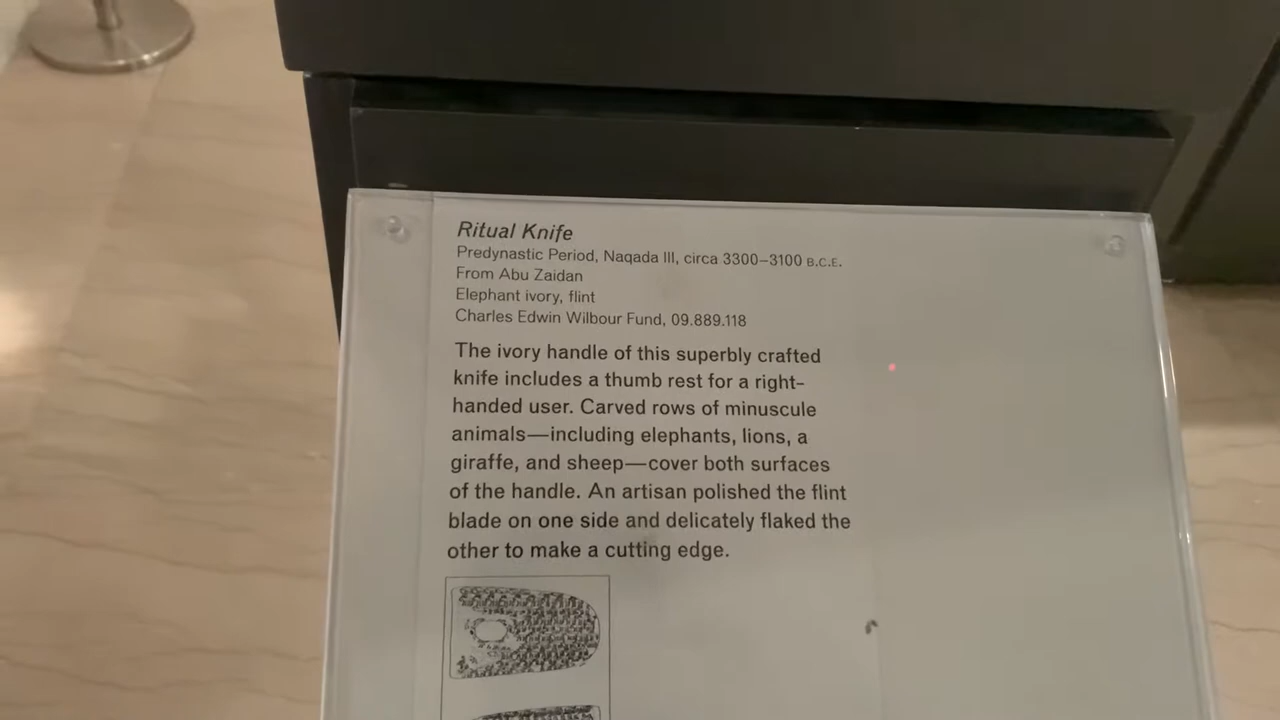 Ritual Knife
Predynastic Period, Naqada III, circa 3300–3100 B.C.E.
From Abu Zaidan
Elephant ivory, flint
Charles Edwin Wilbour Fund, 09.889.118
The ivory handle of this superbly crafted
knife includes a thumb rest for a right-
handed user. Carved rows of minuscule
animals—including elephants, lions, a
giraffe, and sheep—cover both surfaces
of the handle. An artisan polished the flint
blade on one side and delicately flaked the
other to make a cutting edge.